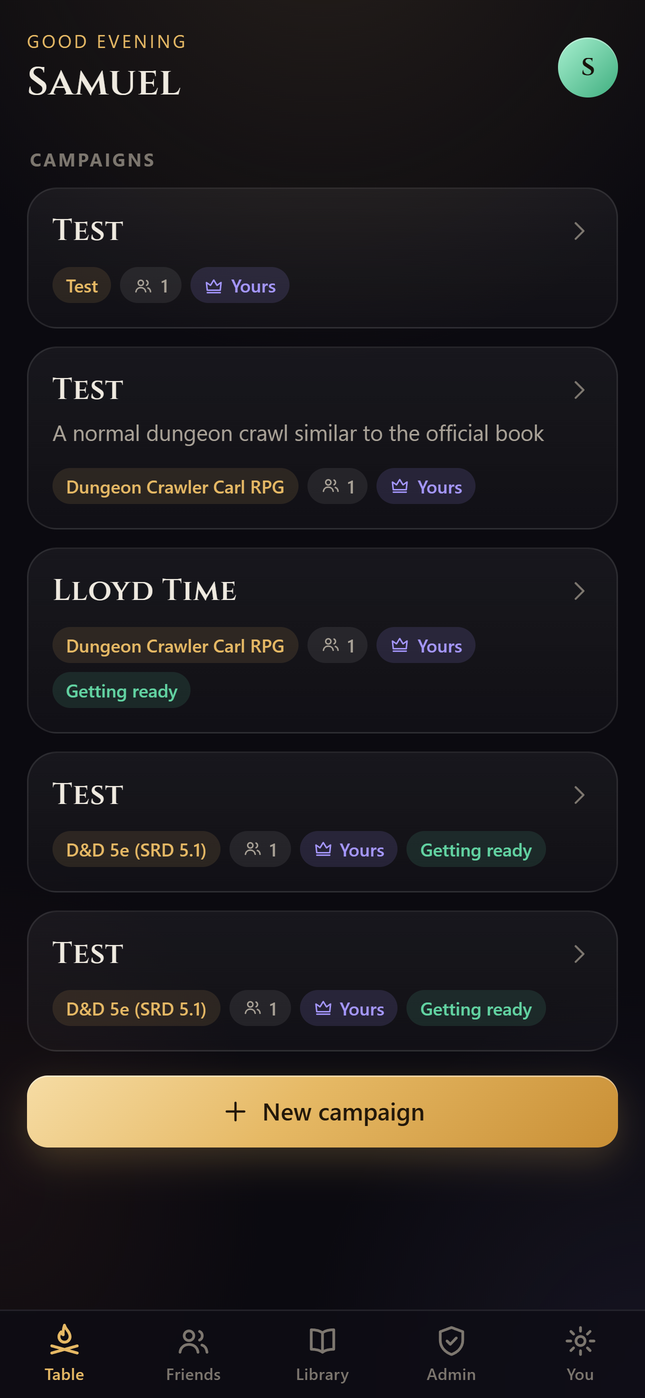 GOOD EVENING
SAMUEL
S
CAMPAIGNS
TEST
Test 1 Yours
TEST
A normal dungeon crawl similar to the official book
Dungeon Crawler Carl RPG 1 Yours
LLOYD TIME
Dungeon Crawler Carl RPG 1 Yours
Getting ready
TEST
D&D 5e (SRD 5.1) 1 Yours Getting ready
TEST
D&D 5e (SRD 5.1) 1 Yours Getting ready
+ New campaign
Table Friends Library Admin You